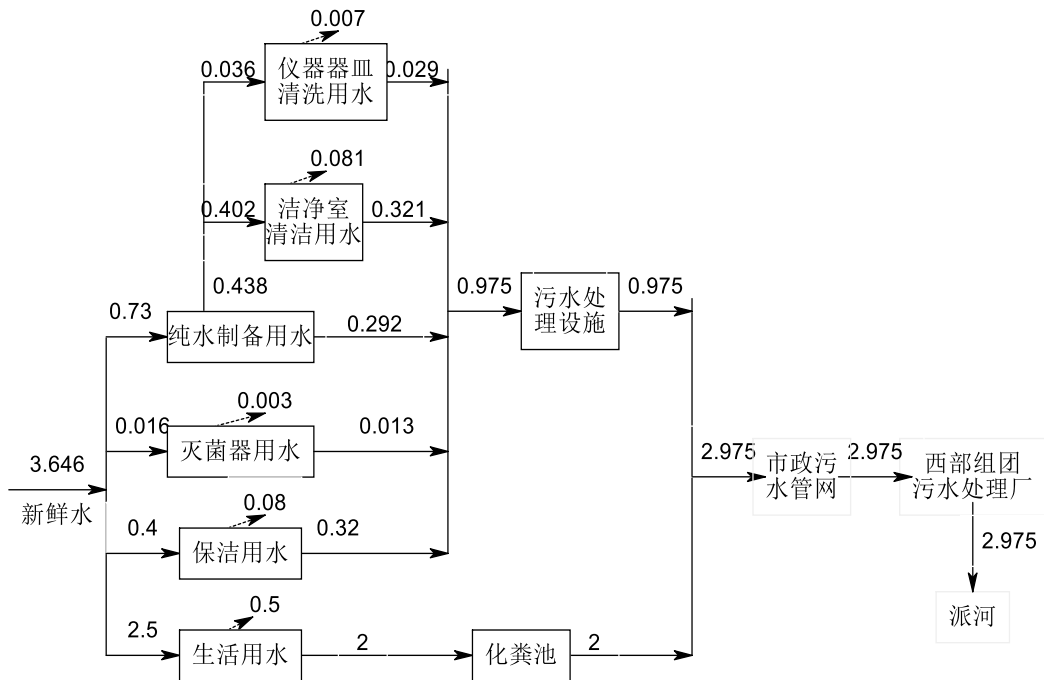 0.007
0.036
仪器器皿
清洗用水
0.029
0.081
0.402
洁净室
清洁用水
0.321
0.438
0.73
纯水制备用水
0.292
0.975
污水处
理设施
0.975
0.003
0.016
灭菌器用水
0.013
3.646
新鲜水
0.08
0.4
保洁用水
0.32
0.5
2.5
生活用水
2
化粪池
2
2.975
市政污
水管网
2.975
西部组团
污水处理厂
2.975
派河